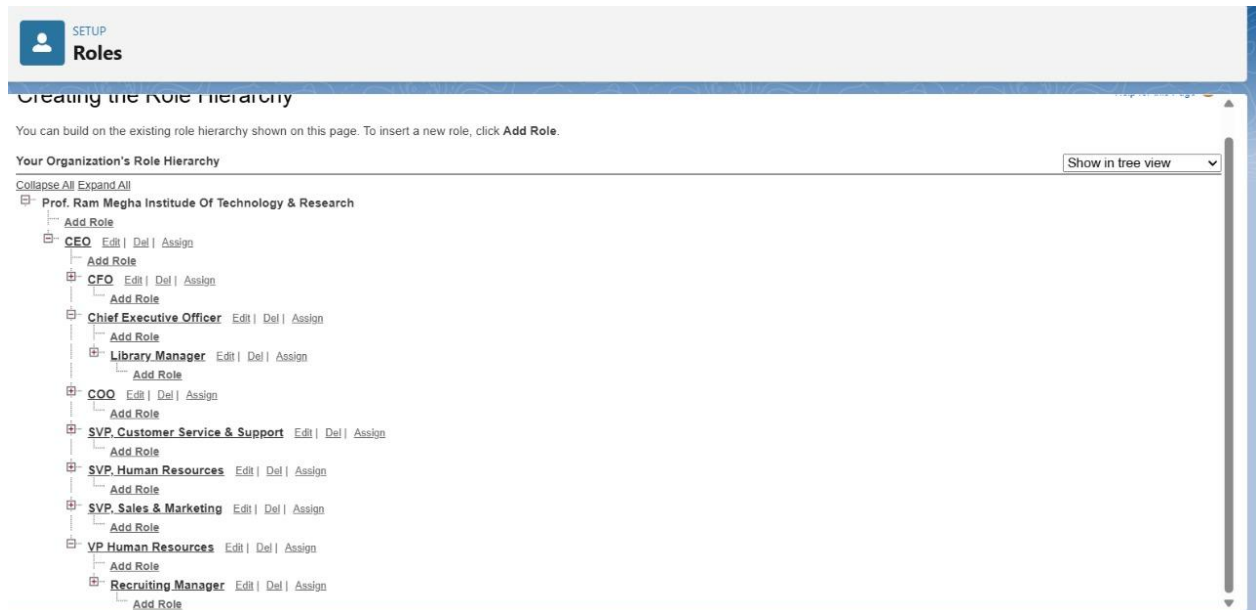 SETUP
Roles
Creating the Role Hierarchy
Help for this Page
You can build on the existing role hierarchy shown on this page. To insert a new role, click Add Role.
Your Organization's Role Hierarchy
Show in tree view
Collapse All Expand All
Prof. Ram Megha Institude Of Technology & Research
Add Role
CEO Edit | Del | Assign
Add Role
CFO Edit | Del | Assign
Add Role
Chief Executive Officer Edit | Del | Assign
Add Role
Library Manager Edit | Del | Assign
Add Role
COO Edit | Del | Assign
Add Role
SVP, Customer Service & Support Edit | Del | Assign
Add Role
SVP, Human Resources Edit | Del | Assign
Add Role
SVP, Sales & Marketing Edit | Del | Assign
Add Role
VP Human Resources Edit | Del | Assign
Add Role
Recruiting Manager Edit | Del | Assign
Add Role